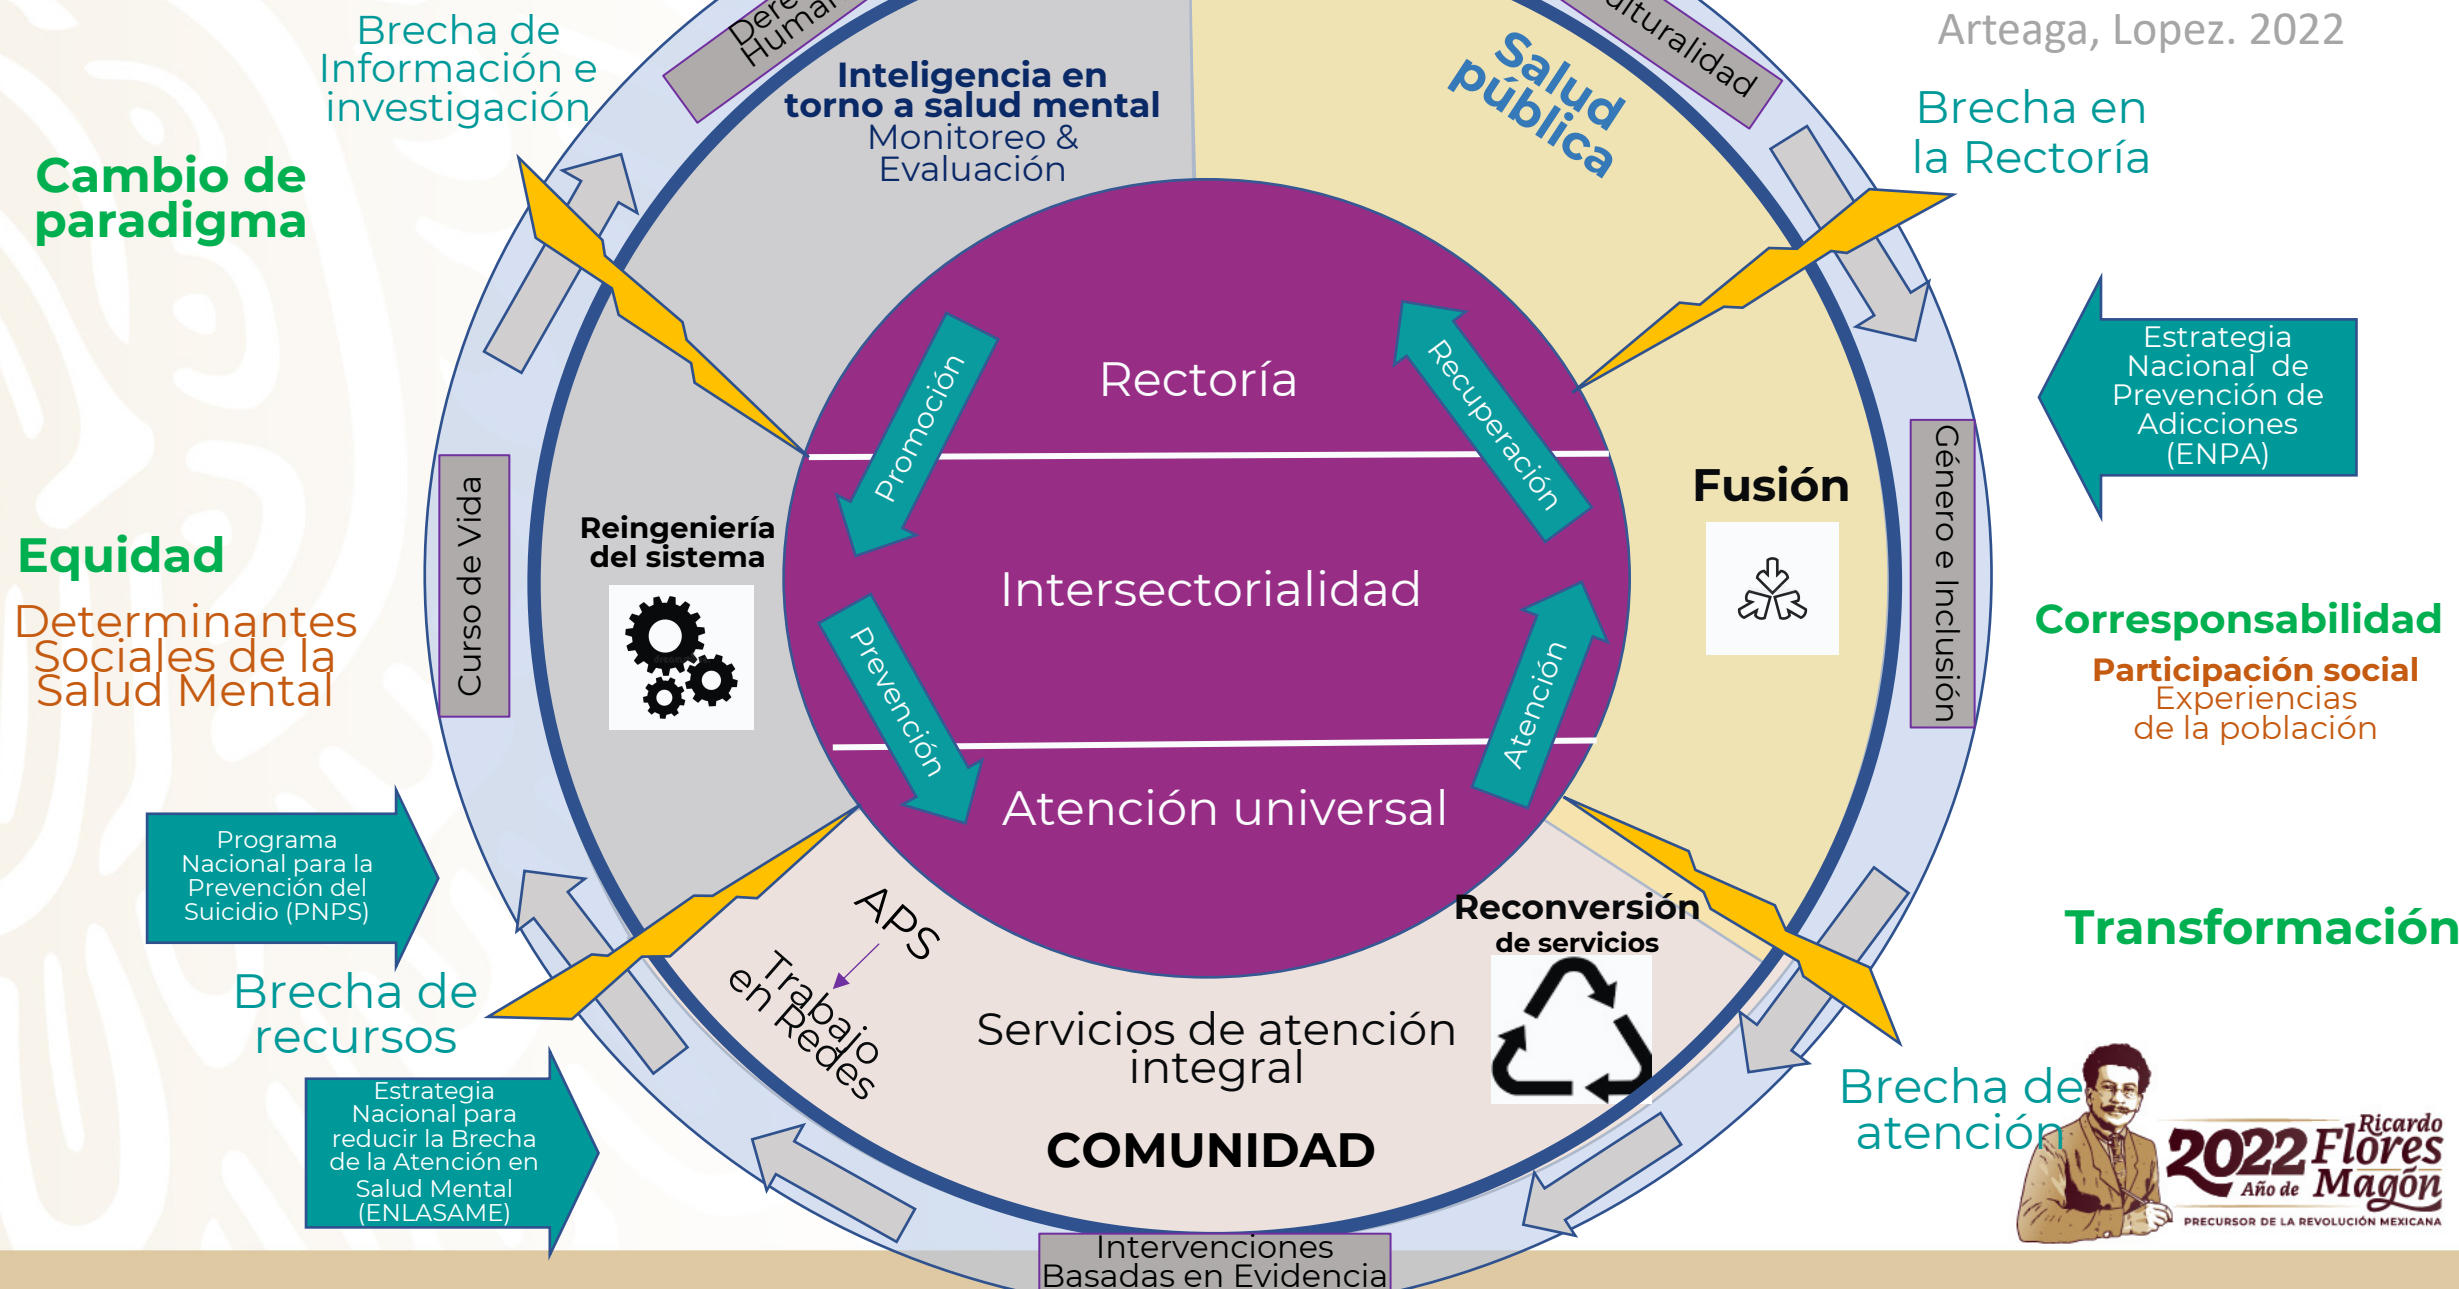 Arteaga, Lopez. 2022
Brecha de
Información e
investigación
Inteligencia en
torno a salud mental
Monitoreo &
Evaluación
Salud
pública
Brecha en
la Rectoría
Cambio de
paradigma
Rectoría
Promoción
Recuperación
Estrategia
Nacional de
Prevención de
Adicciones
(ENPA)
Curso de Vida
Reingeniería
del sistema
Intersectorialidad
Fusión
Género e Inclusión
Equidad
Determinantes
Sociales de la
Salud Mental
Prevención
Atención
Corresponsabilidad
Participación social
Experiencias
de la población
Atención universal
Programa
Nacional para la
Prevención del
Suicidio (PNPS)
APS
Trabajo
en Redes
Reconversión
de servicios
Transformación
Brecha de
recursos
Servicios de atención
integral
Estrategia
Nacional para
reducir la Brecha
de la Atención en
Salud Mental
(ENLASAME)
COMUNIDAD
Brecha de
atención
2022 Ricardo
Flores
Año de Magón
PRECURSOR DE LA REVOLUCIÓN MEXICANA
Intervenciones
Basadas en Evidencia